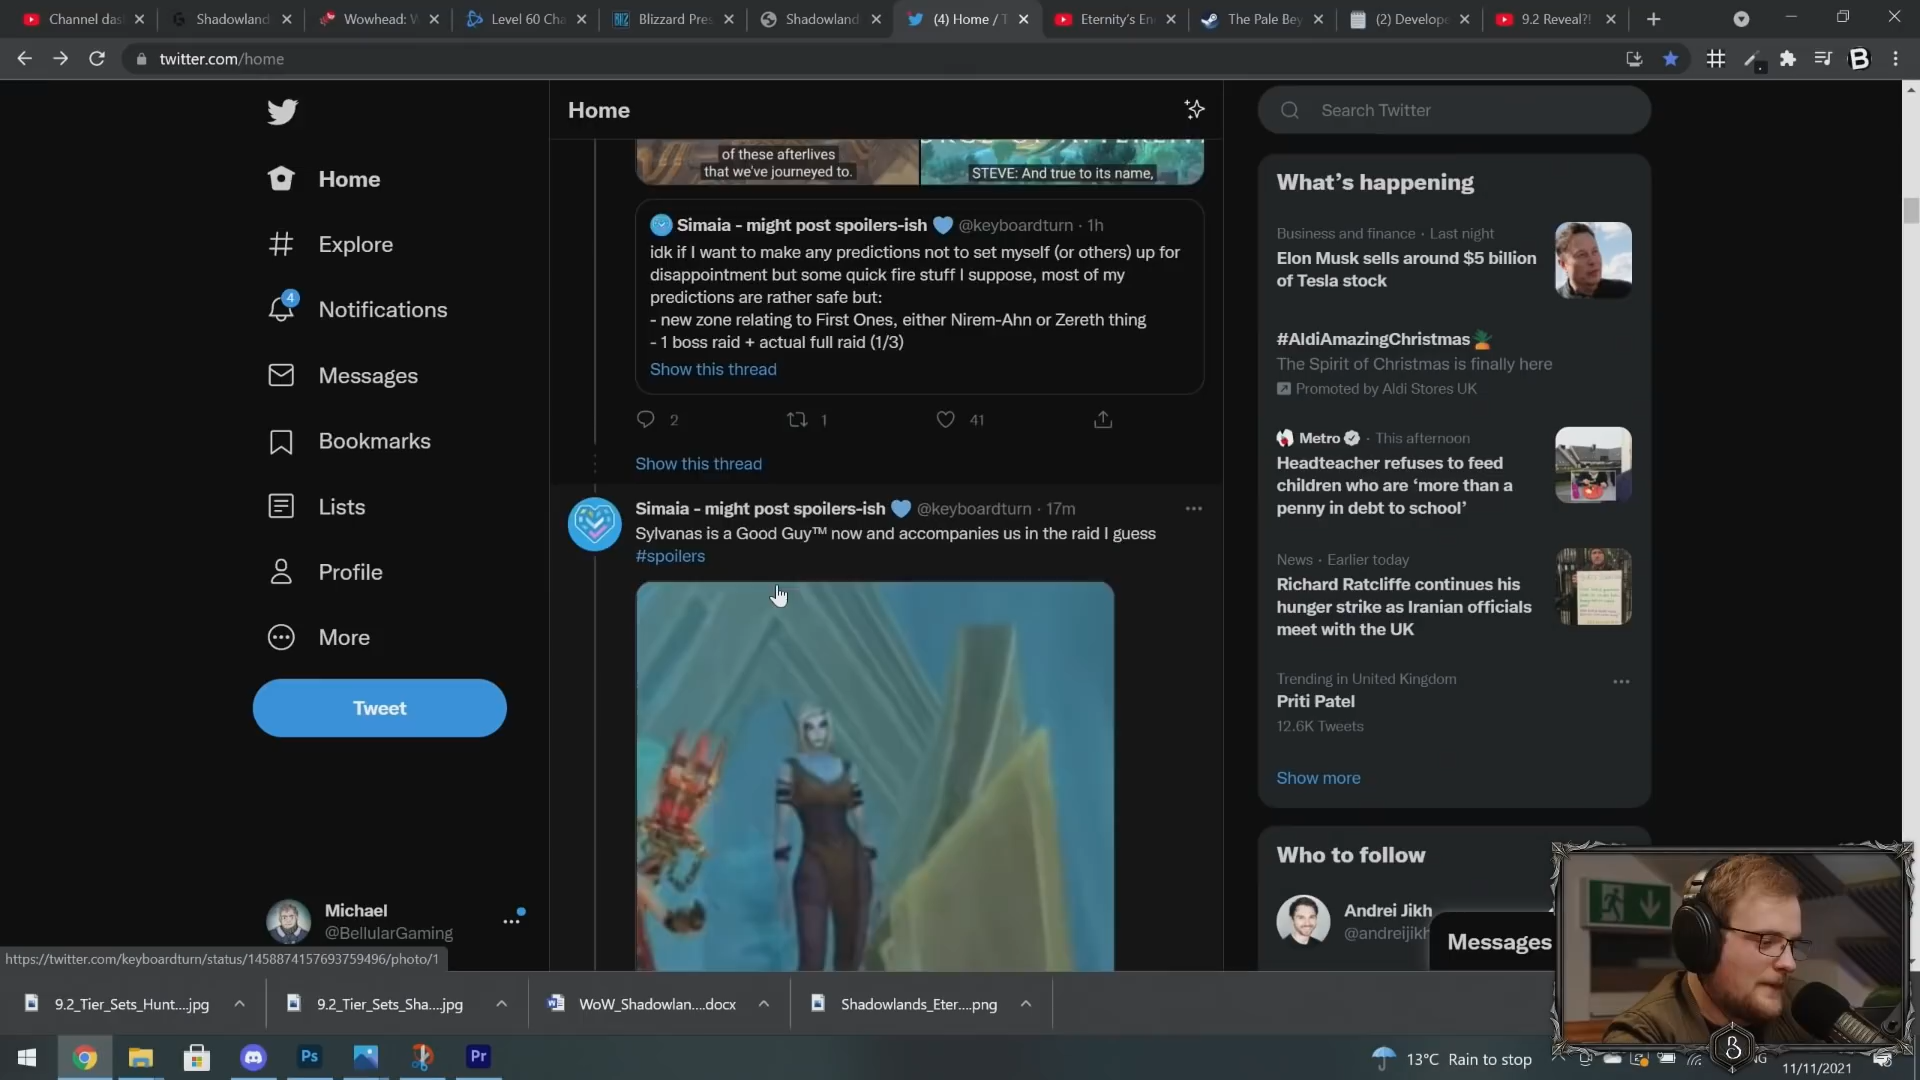 Channel das
Shadowland
Wowhead: W
Level 60 Cha
Blizzard Pres
Shadowland
(4) Home / T
Eternity's En
The Pale Bey
(2) Develope
9.2 Reveal?!
twitter.com/home
Home
Explore
4
Notifications
Messages
Bookmarks
Lists
Profile
More
Tweet
Michael
@BellularGaming
Home
of these afterlives
that we've journeyed to.
STEVE: And true to its name,
Simaia - might post spoilers-ish 💙 @keyboardturn · 1h
idk if I want to make any predictions not to set myself (or others) up for
disappointment but some quick fire stuff I suppose, most of my
predictions are rather safe but:
- new zone relating to First Ones, either Nirem-Ahn or Zereth thing
- 1 boss raid + actual full raid (1/3)
Show this thread
2 1 41
Show this thread
Simaia - might post spoilers-ish 💙 @keyboardturn · 17m
Sylvanas is a Good Guy™ now and accompanies us in the raid I guess
#spoilers
Search Twitter
What's happening
Business and finance · Last night
Elon Musk sells around $5 billion
of Tesla stock
#AldiAmazingChristmas
The Spirit of Christmas is finally here
Promoted by Aldi Stores UK
Metro · This afternoon
Headteacher refuses to feed
children who are 'more than a
penny in debt to school'
News · Earlier today
Richard Ratcliffe continues his
hunger strike as Iranian officials
meet with the UK
Trending in United Kingdom
Priti Patel
12.6K Tweets
Show more
Who to follow
Andrei Jikh
@andreijikh
Messages
https://twitter.com/keyboardturn/status/1458874157693759496/photo/1
9.2_Tier_Sets_Hunt....jpg
9.2_Tier_Sets_Sha....jpg
WoW_Shadowlan....docx
Shadowlands_Eter....png
Ps
Pr
13°C Rain to stop
11/11/2021